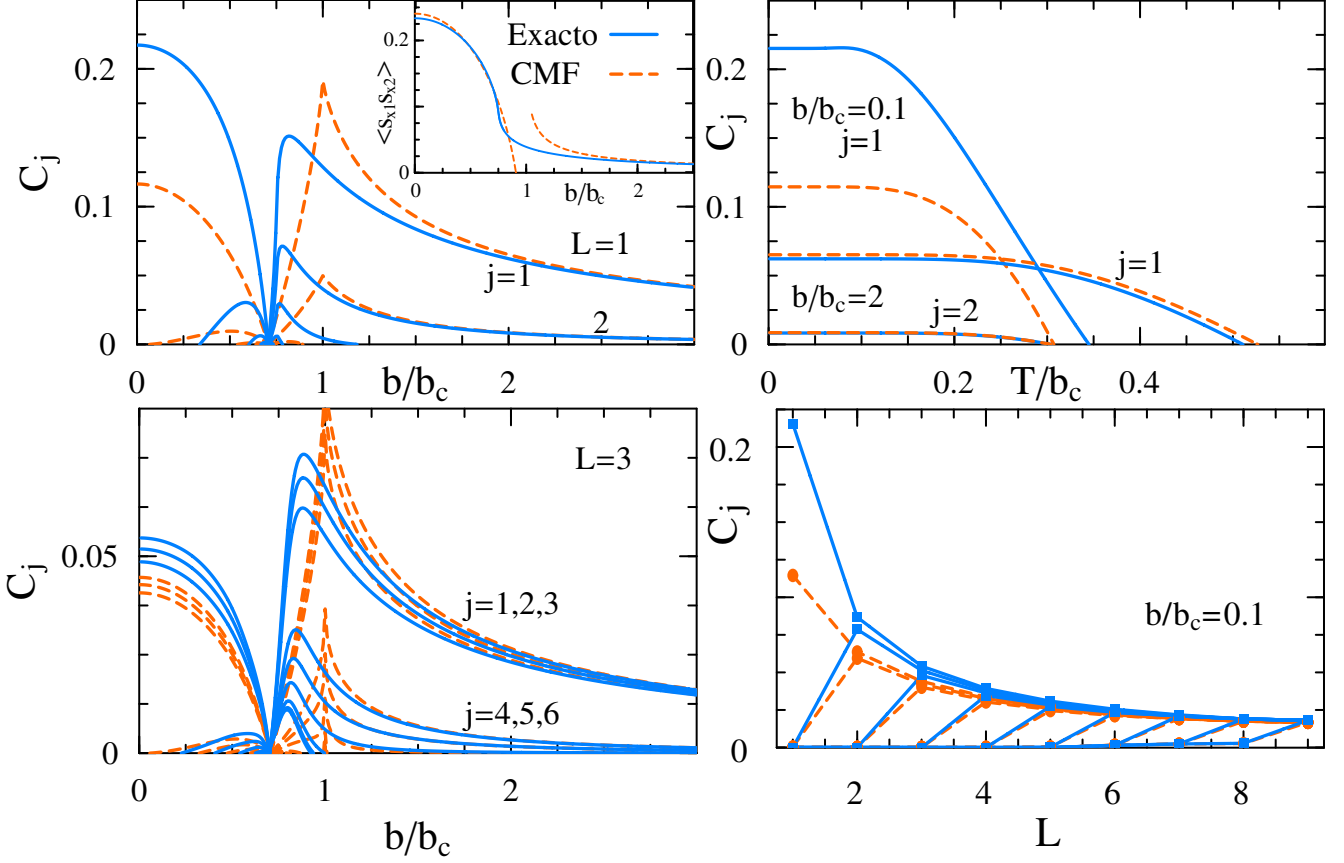 0.2
0.1
0
C_j
0 1 2
b/b_c
L=1
j=1
2
<s_x1 s_x2>
0.2
0
0 1 2
b/b_c
Exacto
CMF
0.2
0.1
0
C_j
b/b_c=0.1
j=1
j=1
b/b_c=2
j=2
0 0.2 0.4
T/b_c
0.05
0
C_j
L=3
j=1,2,3
j=4,5,6
0 1 2
b/b_c
0.2
0
C_j
b/b_c=0.1
2 4 6 8
L